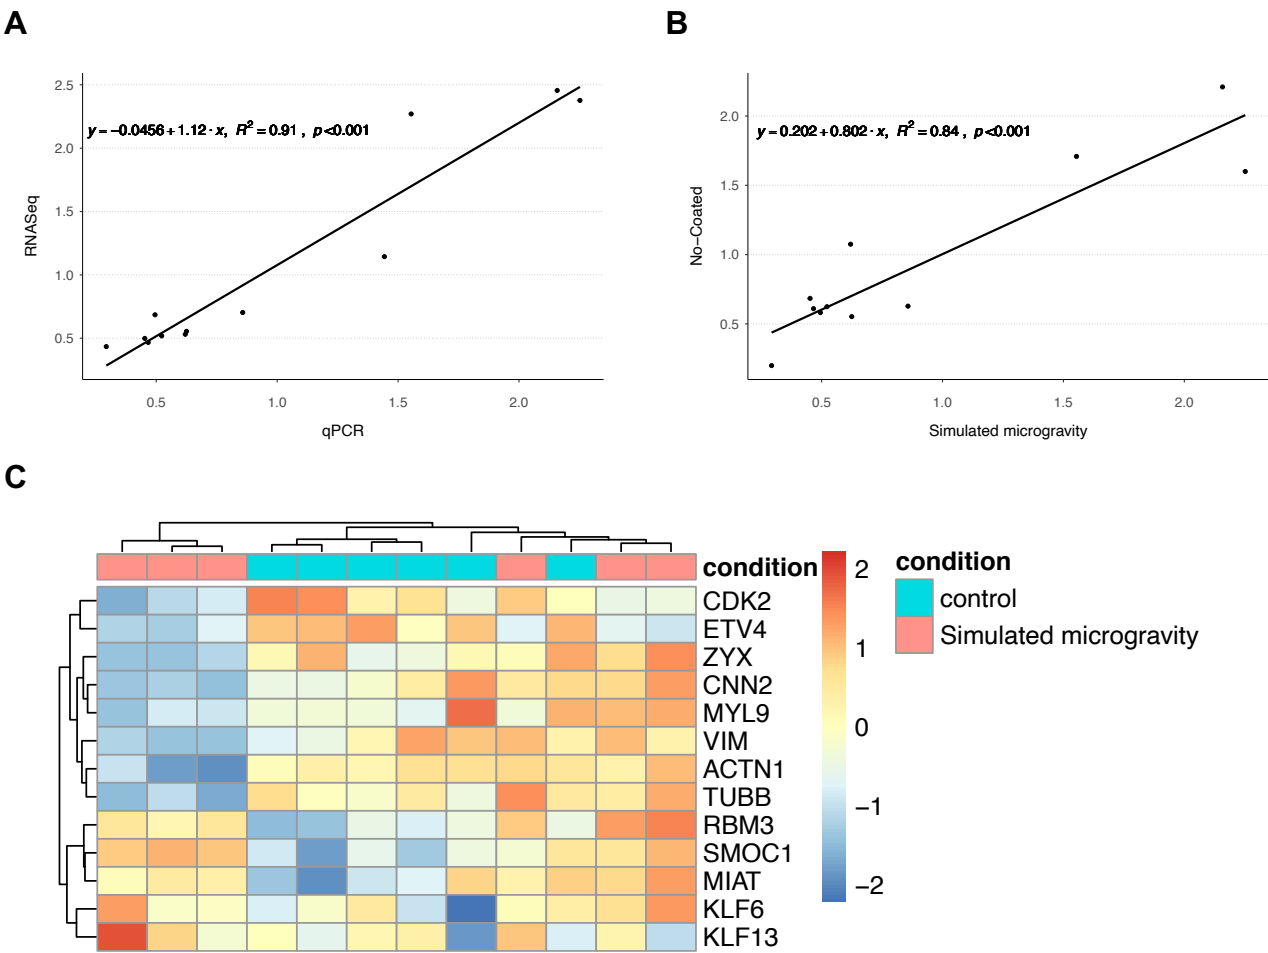 A
2.5
2.0
1.5
1.0
0.5
RNASeq
y = −0.0456 + 1.12 · x, R² = 0.91 , p<0.001
0.5 1.0 1.5 2.0
qPCR
B
2.0
1.5
1.0
0.5
No−Coated
y = 0.202 + 0.802 · x, R² = 0.84 , p<0.001
0.5 1.0 1.5 2.0
Simulated microgravity
C
condition
CDK2
ETV4
ZYX
CNN2
MYL9
VIM
ACTN1
TUBB
RBM3
SMOC1
MIAT
KLF6
KLF13
2
1
0
−1
−2
condition
control
Simulated microgravity